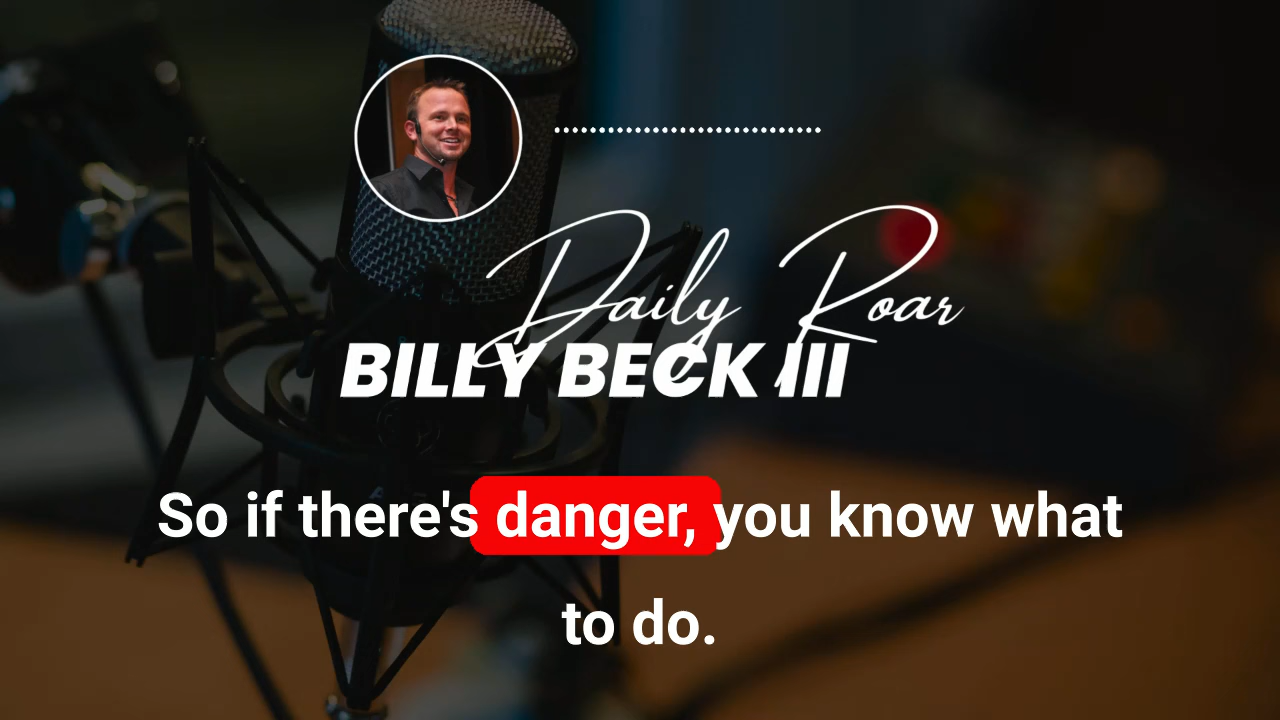 Daily Roar
BILLY BECK III
So if there's danger, you know what
to do.